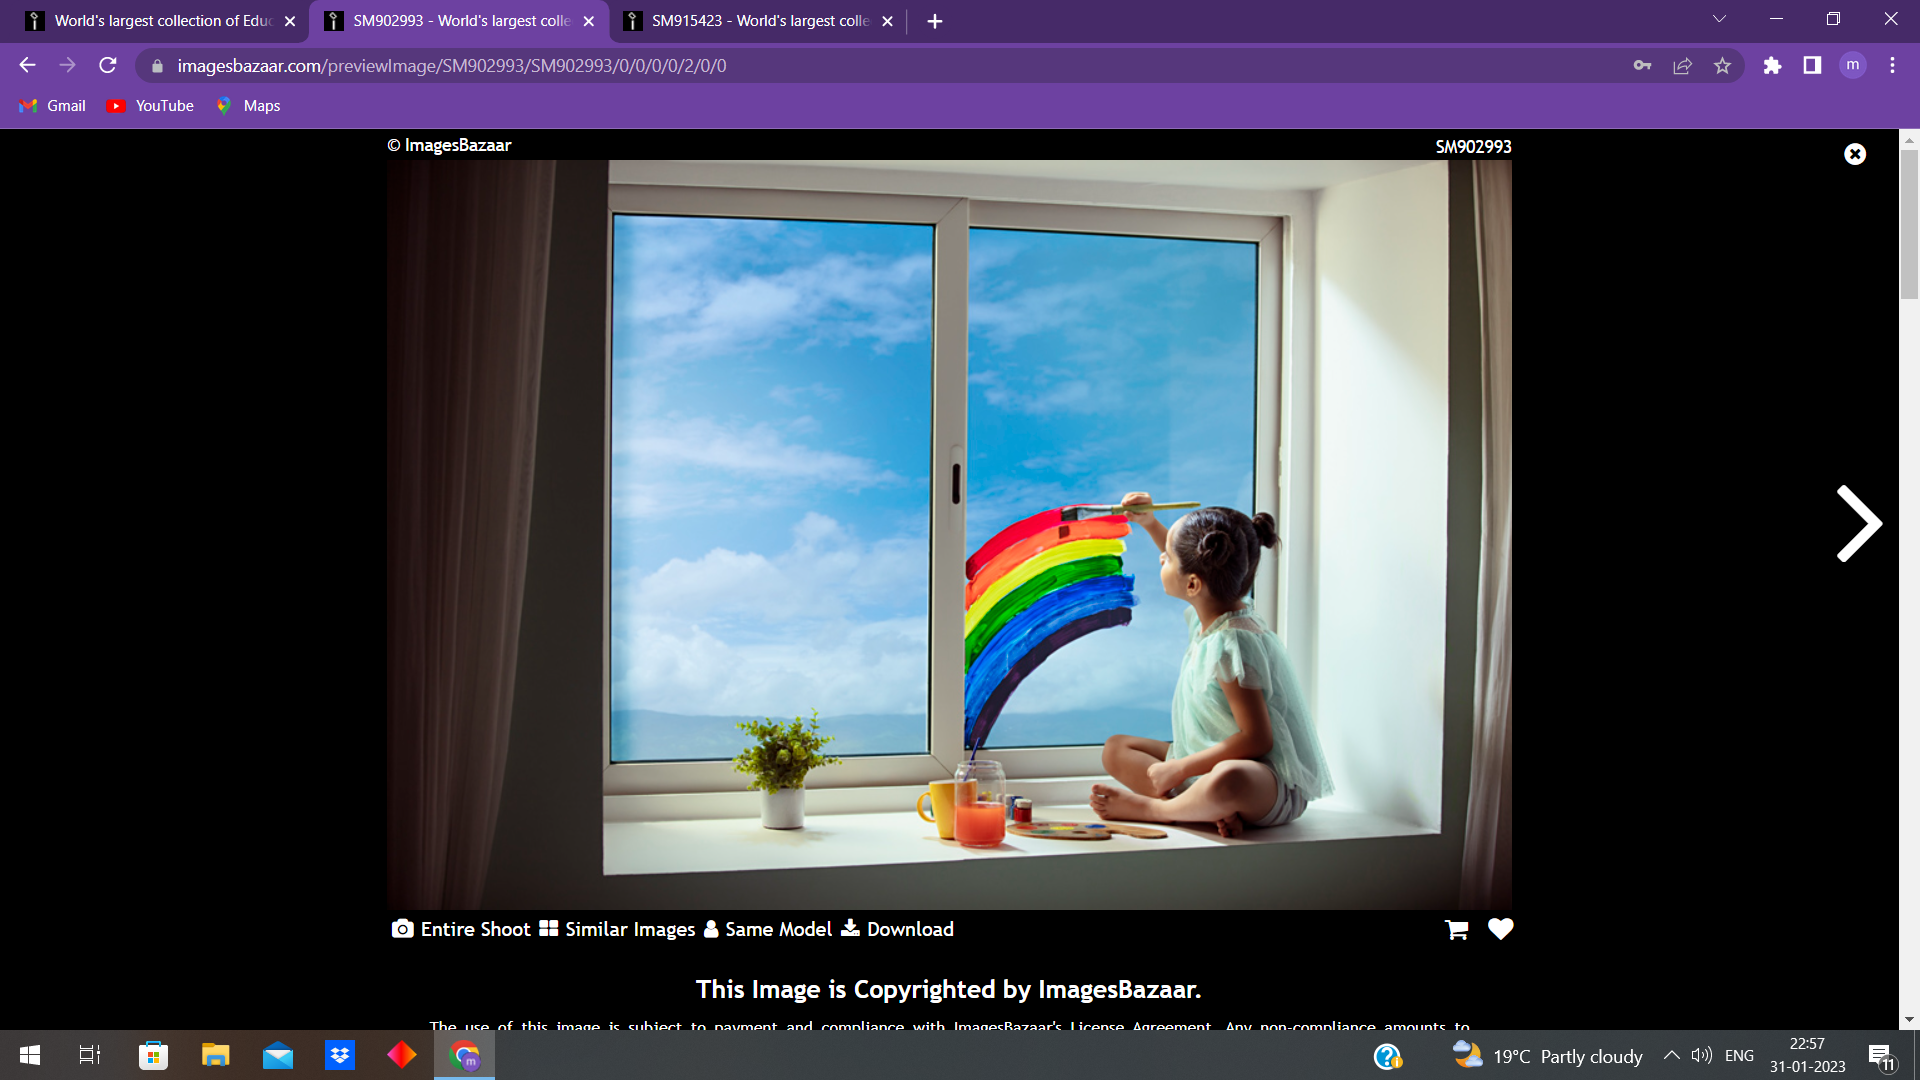 World's largest collection of Educ
SM902993 - World's largest colle
SM915423 - World's largest colle
imagesbazaar.com/previewImage/SM902993/SM902993/0/0/0/0/2/0/0
m
Gmail
YouTube
Maps
© ImagesBazaar
SM902993
Entire Shoot
Similar Images
Same Model
Download
This Image is Copyrighted by ImagesBazaar.
The use of this image is subject to payment and compliance with ImagesBazaar's License Agreement. Any non-compliance amounts to
m
19°C Partly cloudy
ENG
22:57
31-01-2023
11